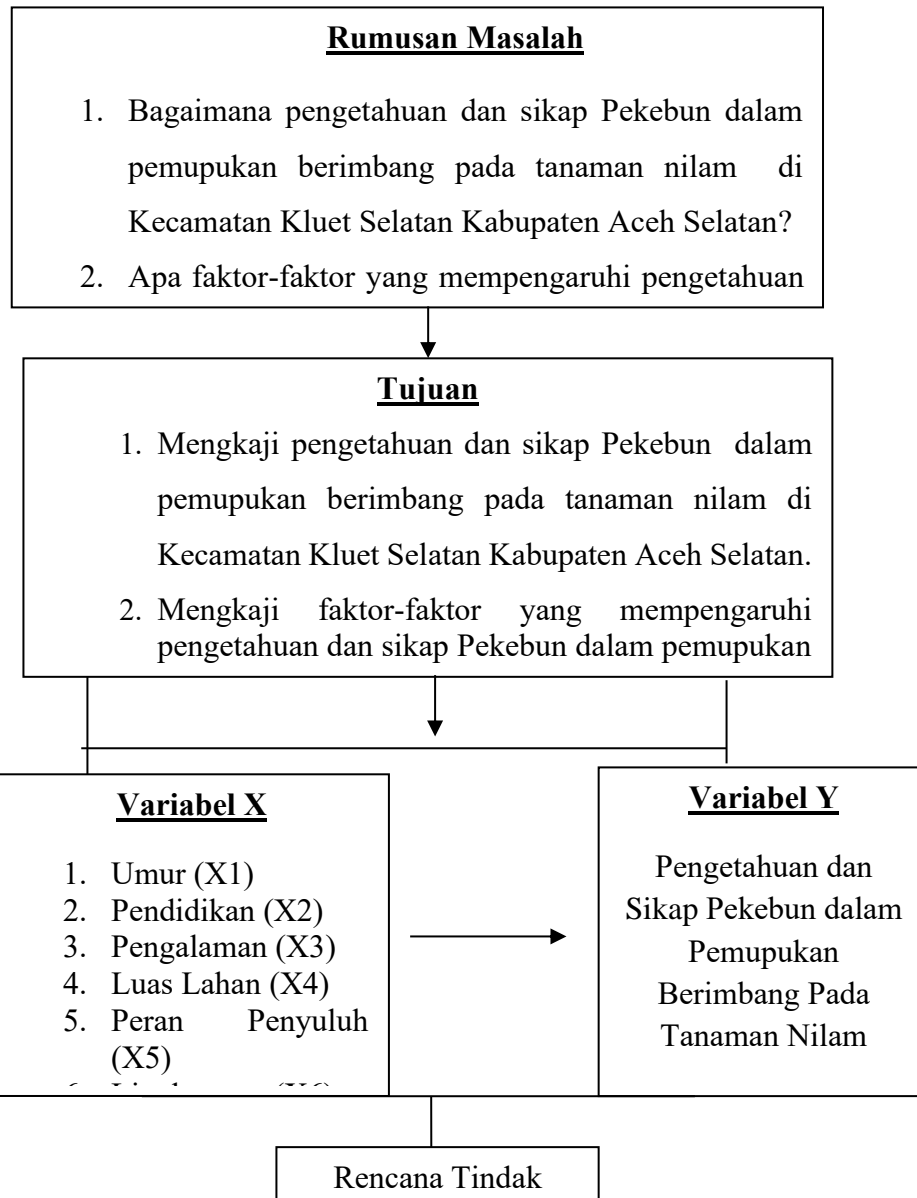 Rumusan Masalah
1. Bagaimana pengetahuan dan sikap Pekebun dalam
pemupukan berimbang pada tanaman nilam di
Kecamatan Kluet Selatan Kabupaten Aceh Selatan?
2. Apa faktor-faktor yang mempengaruhi pengetahuan
Tujuan
1. Mengkaji pengetahuan dan sikap Pekebun dalam
pemupukan berimbang pada tanaman nilam di
Kecamatan Kluet Selatan Kabupaten Aceh Selatan.
2. Mengkaji faktor-faktor yang mempengaruhi
pengetahuan dan sikap Pekebun dalam pemupukan
Variabel X
1. Umur (X1)
2. Pendidikan (X2)
3. Pengalaman (X3)
4. Luas Lahan (X4)
5. Peran Penyuluh
(X5)
Variabel Y
Pengetahuan dan
Sikap Pekebun dalam
Pemupukan
Berimbang Pada
Tanaman Nilam
Rencana Tindak